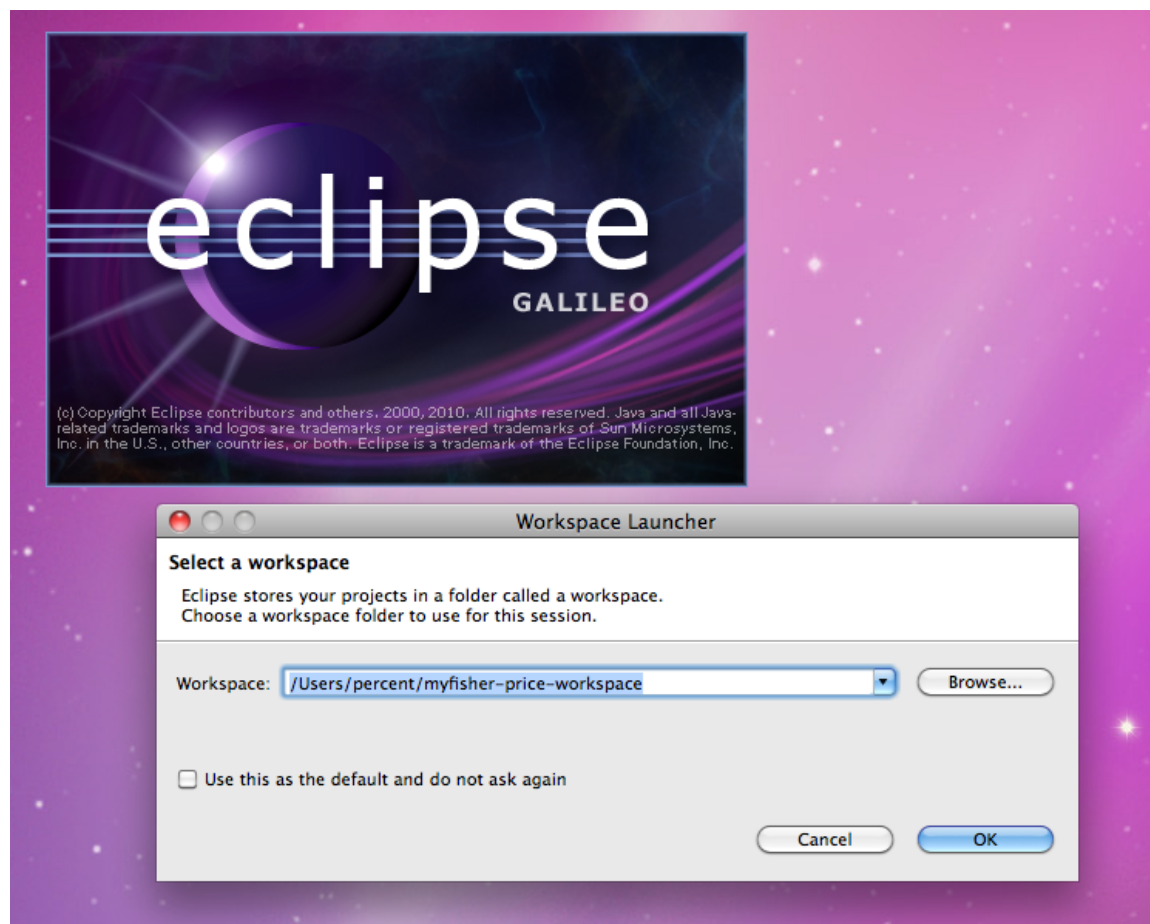 eclipse
GALILEO
(c) Copyright Eclipse contributors and others. 2000, 2010. All rights reserved. Java and all Java-
related trademarks and logos are trademarks or registered trademarks of Sun Microsystems,
Inc. in the U.S., other countries, or both. Eclipse is a trademark of the Eclipse Foundation, Inc.
Workspace Launcher
Select a workspace
Eclipse stores your projects in a folder called a workspace.
Choose a workspace folder to use for this session.
Workspace: /Users/percent/myfisher-price-workspace Browse...
Use this as the default and do not ask again
Cancel OK